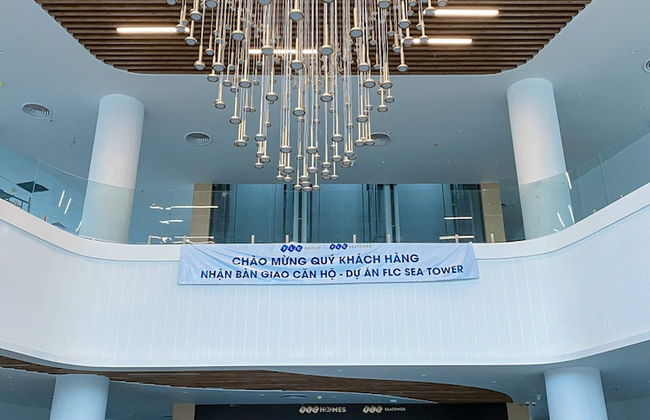 FLC GROUP FLC SEATOWER
CHÀO MỪNG QUÝ KHÁCH HÀNG
NHẬN BÀN GIAO CĂN HỘ - DỰ ÁN FLC SEA TOWER
FLC HOMES FLC SEATOWER